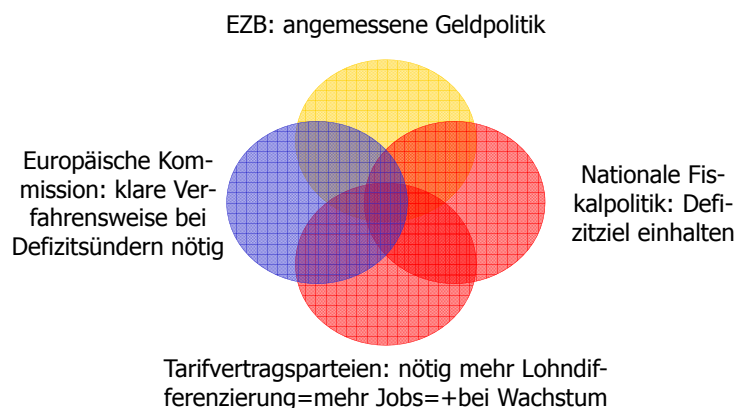 EZB: angemessene Geldpolitik
Europäische Kom-
mission: klare Ver-
fahrensweise bei
Defizitsündern nötig
Nationale Fis-
kalpolitik: Defi-
zitziel einhalten
Tarifvertragsparteien: nötig mehr Lohndif-
ferenzierung=mehr Jobs=+bei Wachstum